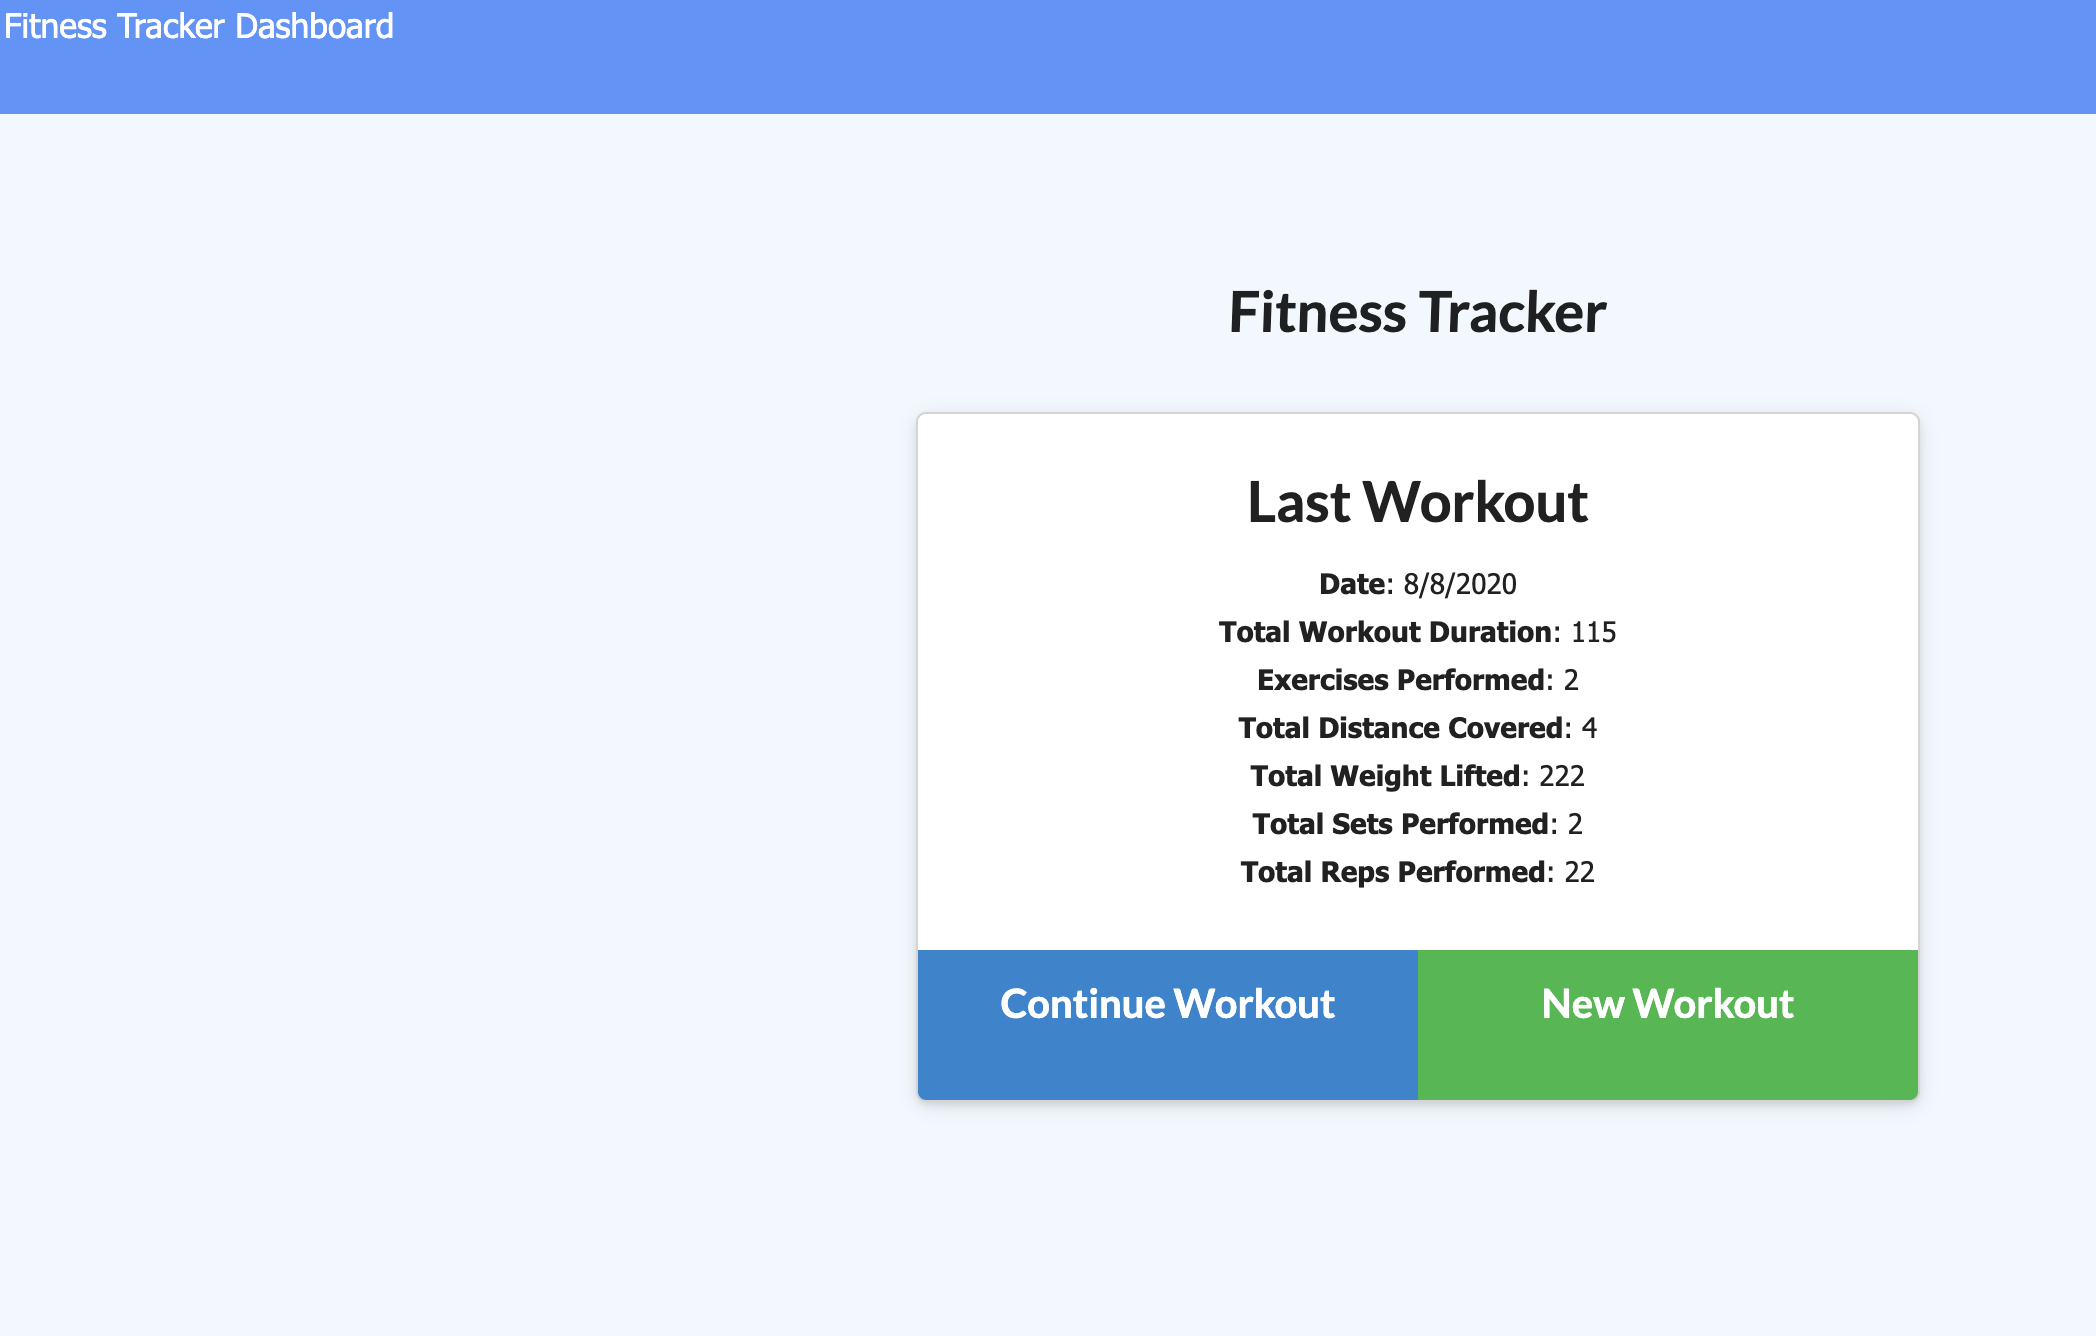 Fitness Tracker Dashboard
Fitness Tracker
Last Workout
Date: 8/8/2020
Total Workout Duration: 115
Exercises Performed: 2
Total Distance Covered: 4
Total Weight Lifted: 222
Total Sets Performed: 2
Total Reps Performed: 22
Continue Workout
New Workout